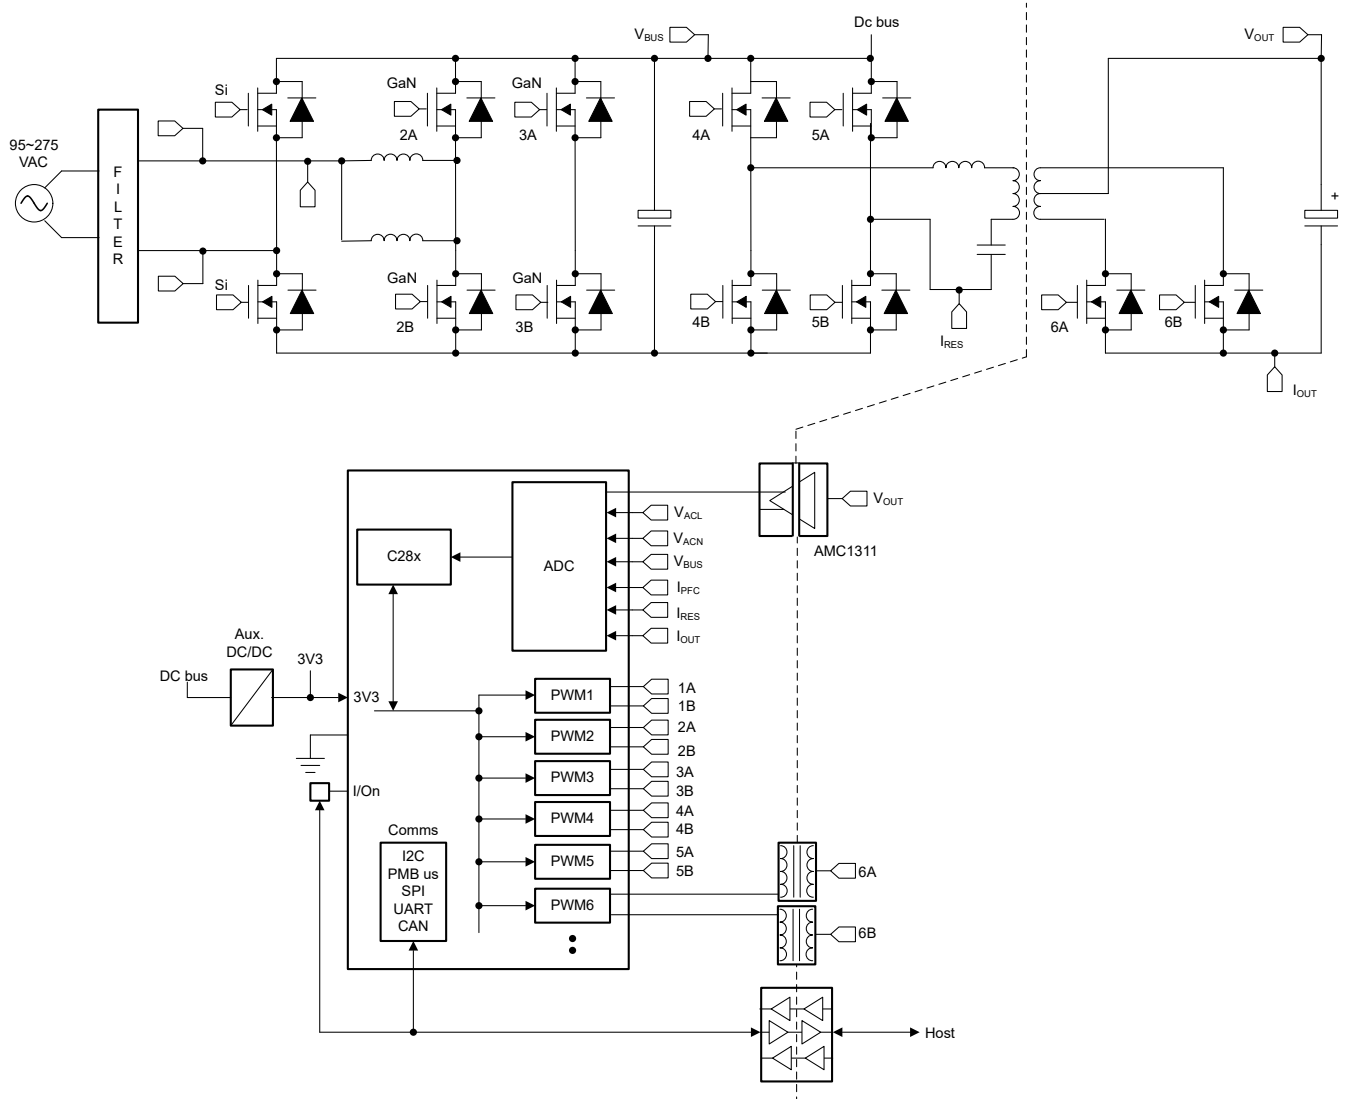 Dc bus
VBUS
VOUT
Si
GaN
GaN
2A
3A
4A
5A
95~275
VAC
FILTER
+
Si
GaN
GaN
2B
3B
4B
5B
6A
6B
IRES
IOUT
VOUT
AMC1311
VACL
VACN
VBUS
IPFC
IRES
IOUT
C28x
ADC
Aux.
DC/DC
3V3
DC bus
3V3
I/On
PWM1
1A
1B
PWM2
2A
2B
PWM3
3A
3B
PWM4
4A
4B
PWM5
5A
5B
PWM6
6A
6B
Comms
I2C
PMB us
SPI
UART
CAN
Host